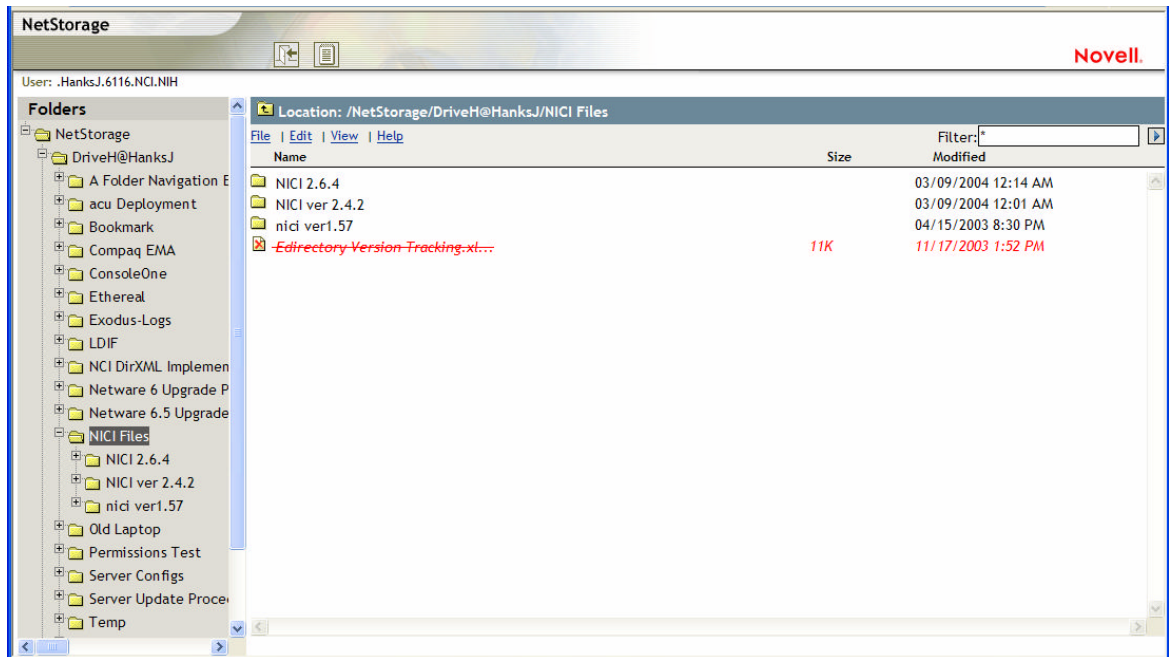 NetStorage
Novell.
User: .HanksJ.6116.NCI.NIH
Folders
NetStorage
DriveH@HanksJ
A Folder Navigation E
acu Deployment
Bookmark
Compaq EMA
ConsoleOne
Ethereal
Exodus-Logs
LDIF
NCI DirXML Implemen
Netware 6 Upgrade P
Netware 6.5 Upgrade
NICI Files
NICI 2.6.4
NICI ver 2.4.2
nici ver1.57
Old Laptop
Permissions Test
Server Configs
Server Update Proce
Temp
Location: /NetStorage/DriveH@HanksJ/NICI Files
File | Edit | View | Help Filter: *
Name Size Modified
NICI 2.6.4 03/09/2004 12:14 AM
NICI ver 2.4.2 03/09/2004 12:01 AM
nici ver1.57 04/15/2003 8:30 PM
Edirectory Version Tracking.xl... 11K 11/17/2003 1:52 PM